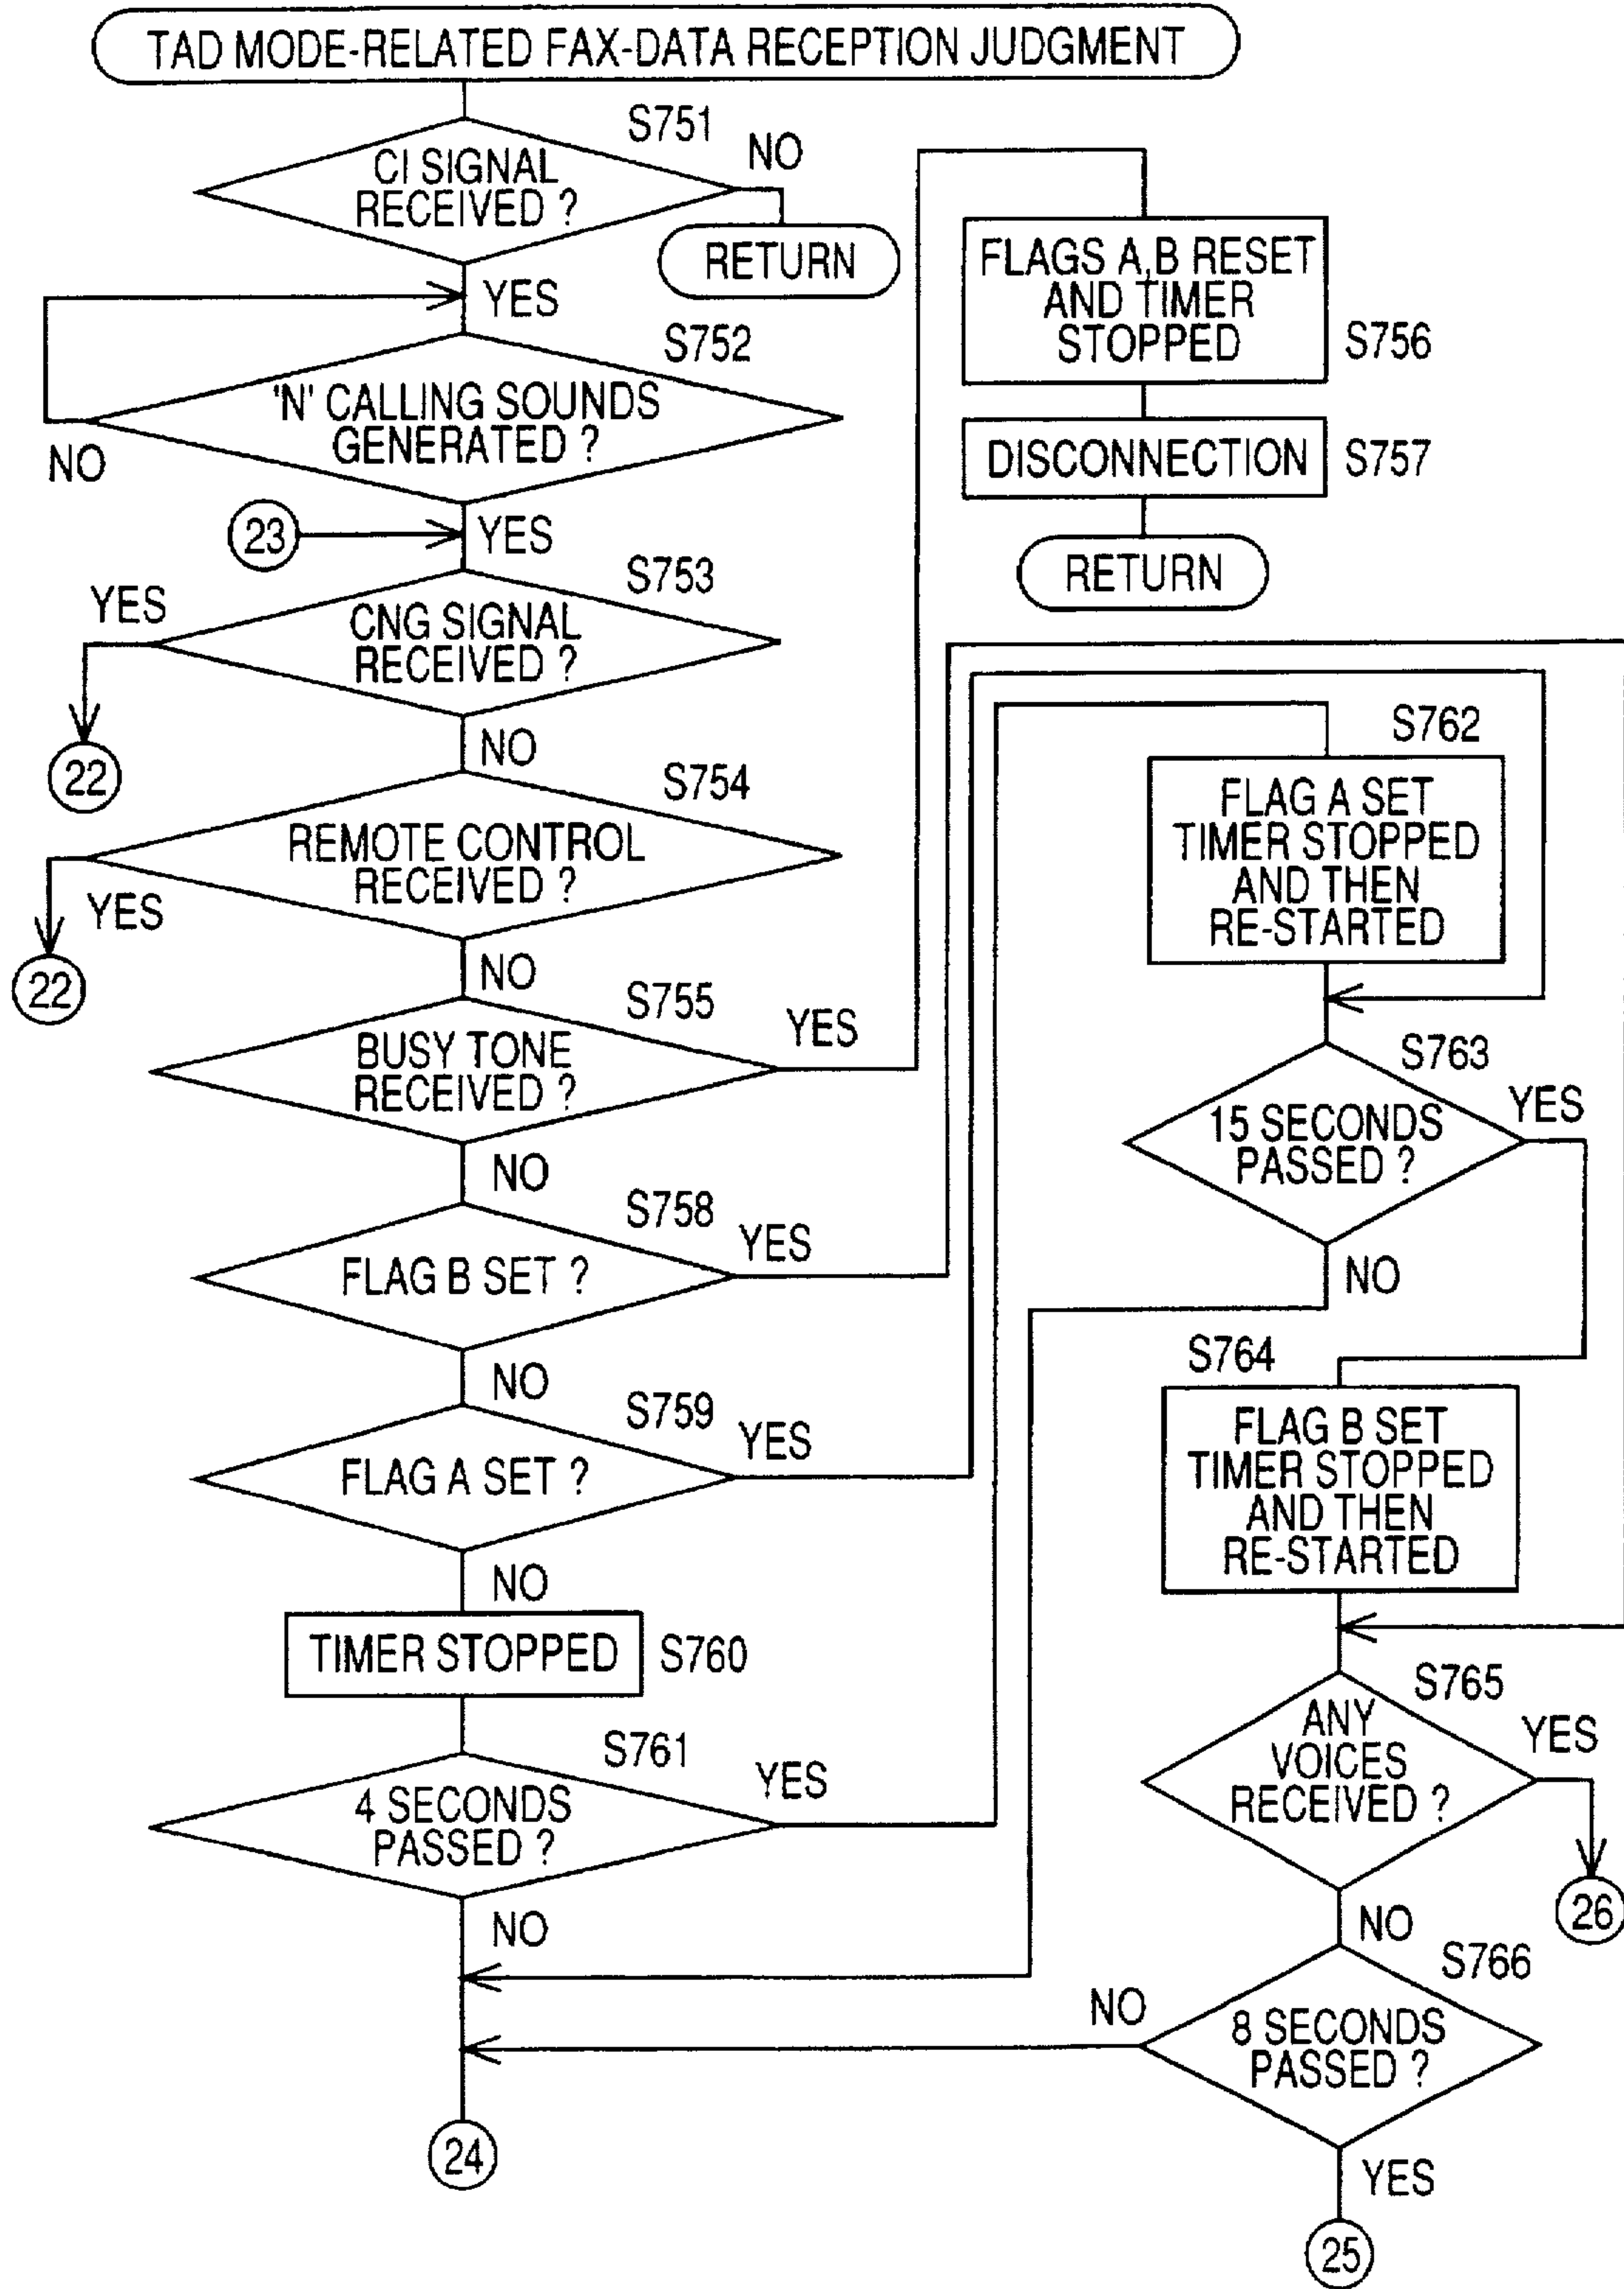 TAD MODE-RELATED FAX-DATA RECEPTION JUDGMENT
S751
CI SIGNAL
RECEIVED ?
NO
RETURN
YES
S752
'N' CALLING SOUNDS
GENERATED ?
NO
23
YES
S753
CNG SIGNAL
RECEIVED ?
YES
22
NO
S754
REMOTE CONTROL
RECEIVED ?
YES
22
NO
S755
BUSY TONE
RECEIVED ?
YES
NO
FLAGS A,B RESET
AND TIMER
STOPPED
S756
DISCONNECTION
S757
RETURN
S758
FLAG B SET ?
YES
NO
S759
FLAG A SET ?
YES
NO
TIMER STOPPED
S760
S761
4 SECONDS
PASSED ?
YES
NO
24
S762
FLAG A SET
TIMER STOPPED
AND THEN
RE-STARTED
S763
15 SECONDS
PASSED ?
YES
NO
S764
FLAG B SET
TIMER STOPPED
AND THEN
RE-STARTED
S765
ANY
VOICES
RECEIVED ?
YES
26
NO
S766
8 SECONDS
PASSED ?
NO
YES
25